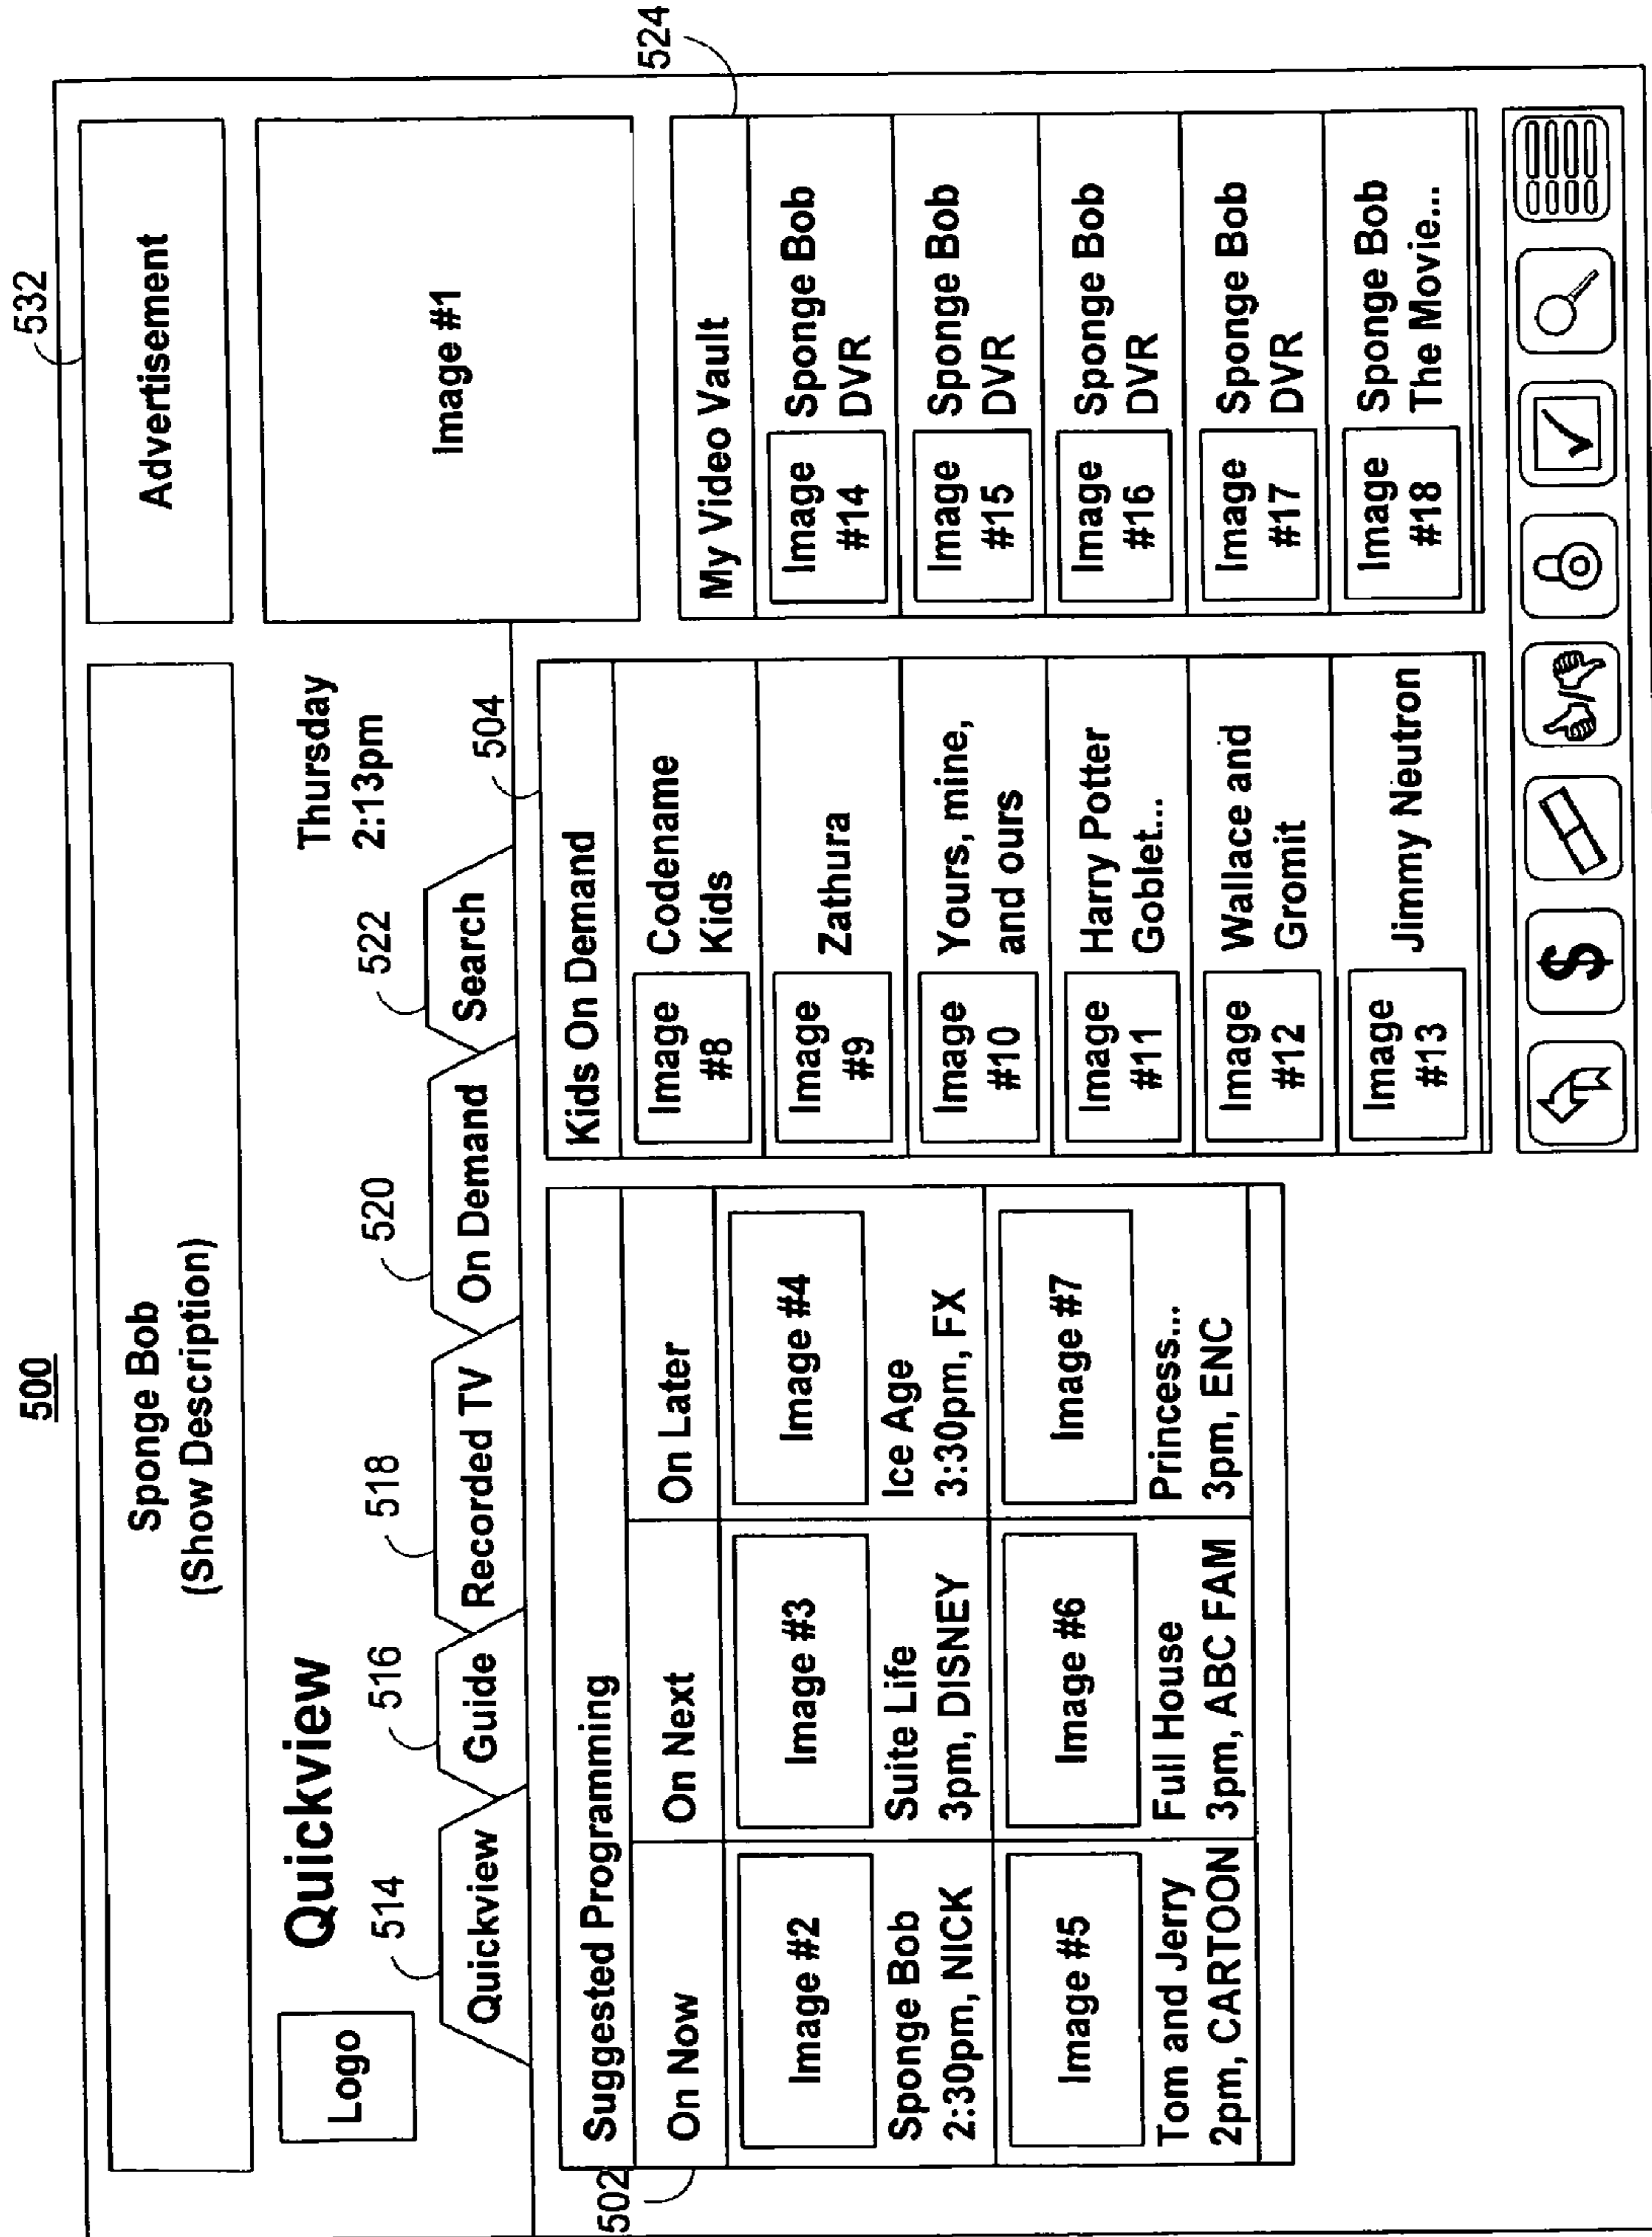 500
532
Sponge Bob
(Show Description)
Advertisement
Logo
Quickview
Thursday
2:13pm
Image #1
514
516
518
520
522
Quickview
Guide
Recorded TV
On Demand
Search
502
Suggested Programming
On Now
On Next
On Later
Image #2
Image #3
Image #4
Sponge Bob
2:30pm, NICK
Suite Life
3pm, DISNEY
Ice Age
3:30pm, FX
Image #5
Image #6
Image #7
Tom and Jerry
2pm, CARTOON
Full House
3pm, ABC FAM
Princess...
3pm, ENC
504
Kids On Demand
Image
#8
Codename
Kids
Image
#9
Zathura
Image
#10
Yours, mine,
and ours
Image
#11
Harry Potter
Goblet...
Image
#12
Wallace and
Gromit
Image
#13
Jimmy Neutron
524
My Video Vault
Image
#14
Sponge Bob
DVR
Image
#15
Sponge Bob
DVR
Image
#16
Sponge Bob
DVR
Image
#17
Sponge Bob
DVR
Image
#18
Sponge Bob
The Movie...
$